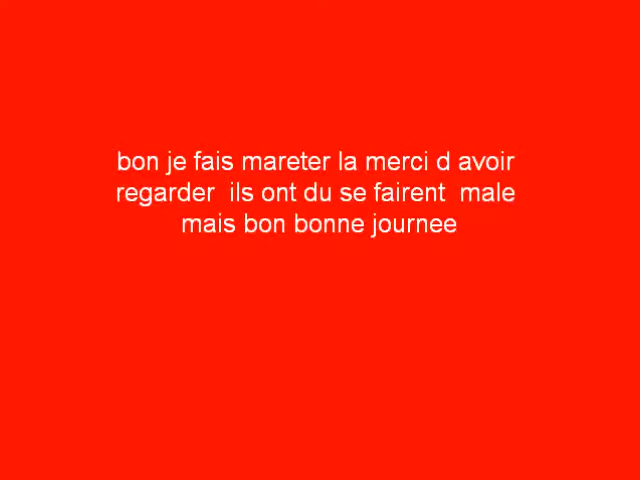 bon je fais mareter la merci d avoir
regarder  ils ont du se fairent  male
mais bon bonne journee